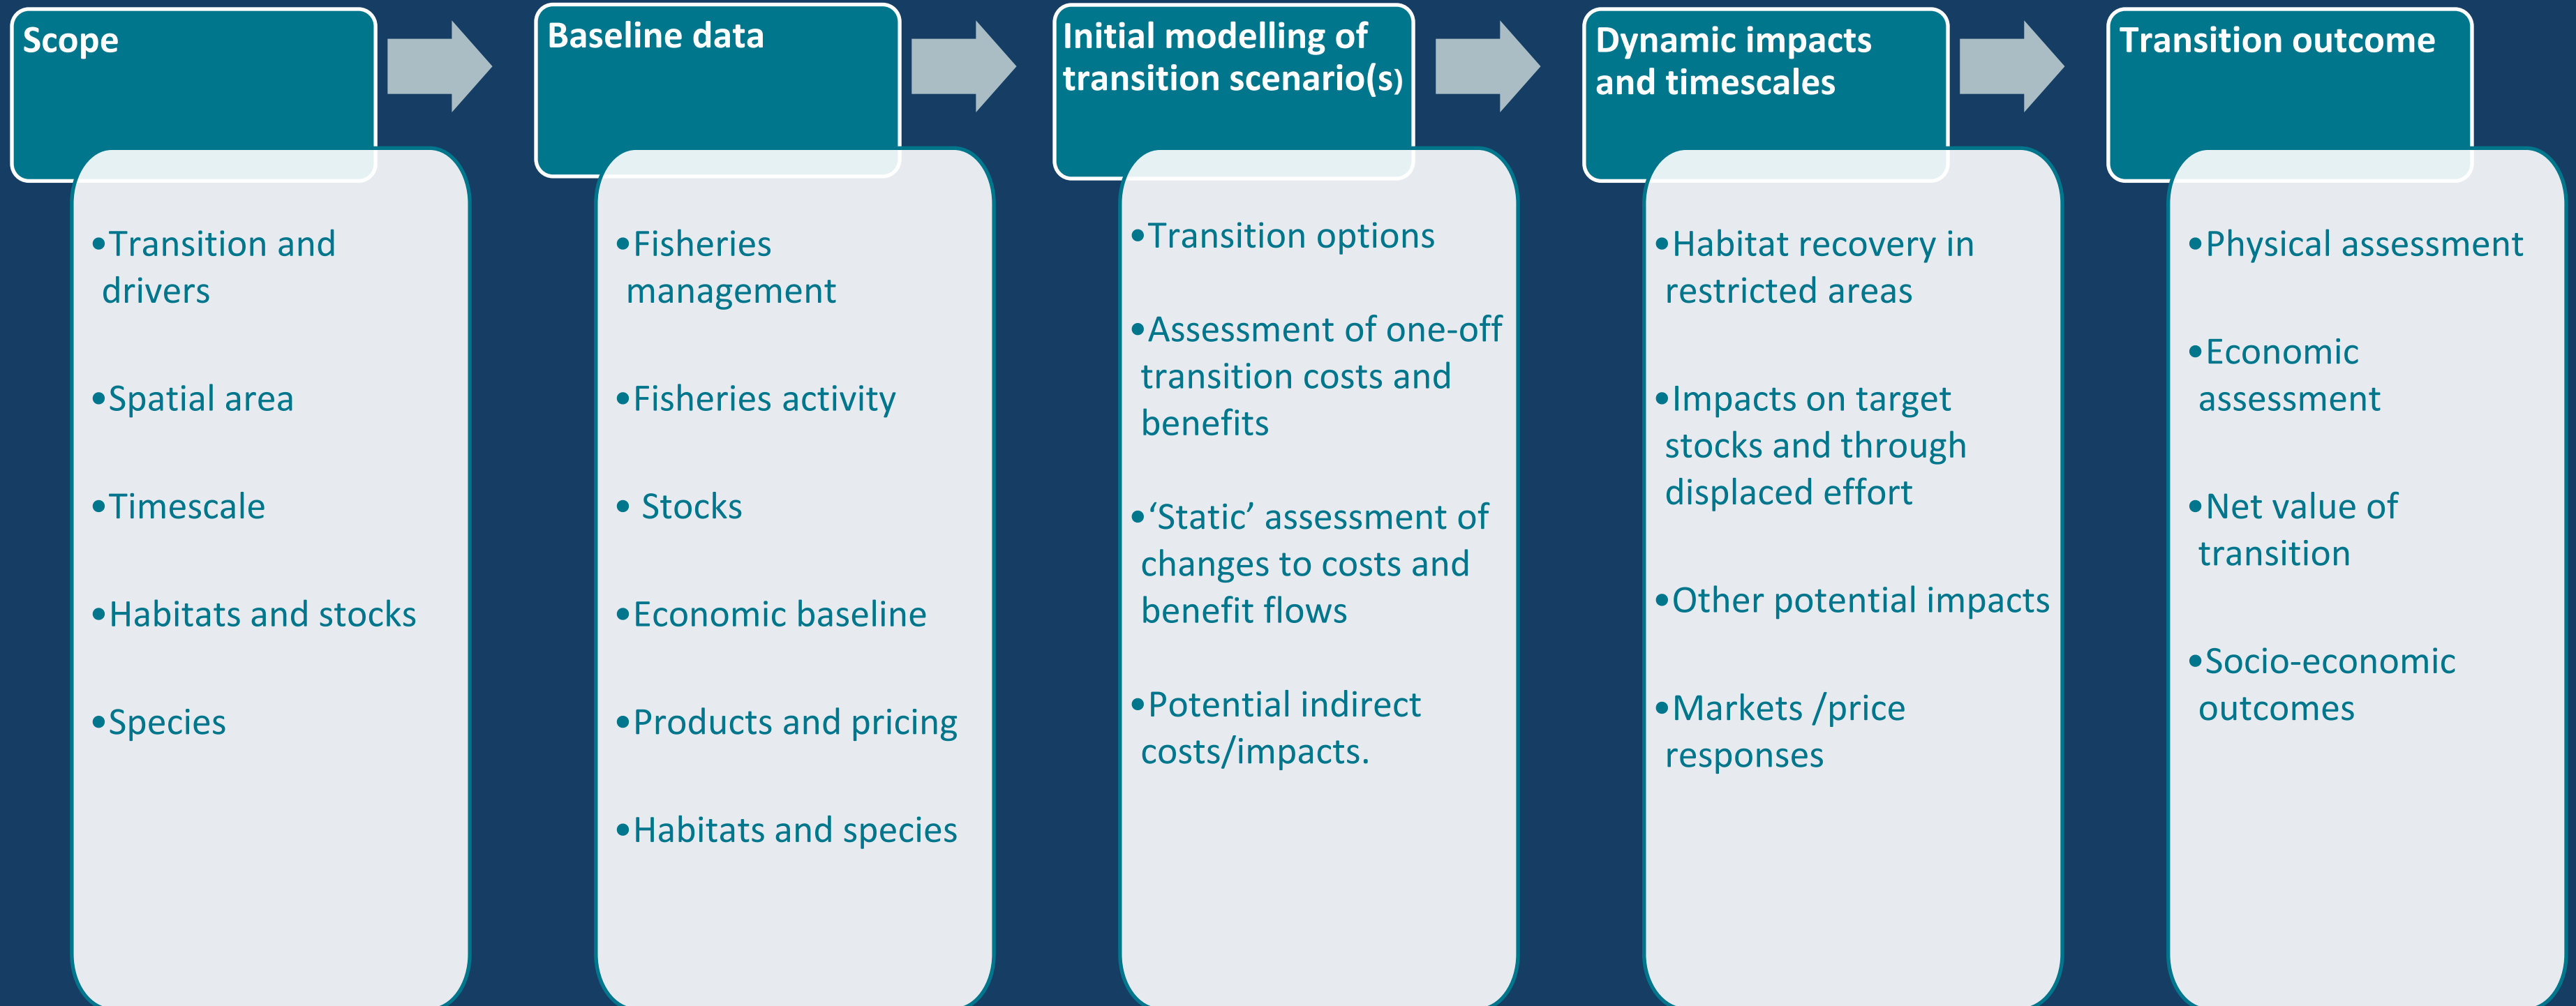 Scope
•Transition and
drivers
•Spatial area
•Timescale
•Habitats and stocks
•Species
Baseline data
•Fisheries
management
•Fisheries activity
• Stocks
•Economic baseline
•Products and pricing
•Habitats and species
Initial modelling of
transition scenario(s)
•Transition options
•Assessment of one-off
transition costs and
benefits
•‘Static’ assessment of
changes to costs and
benefit flows
•Potential indirect
costs/impacts.
Dynamic impacts
and timescales
•Habitat recovery in
restricted areas
•Impacts on target
stocks and through
displaced effort
•Other potential impacts
•Markets /price
responses
Transition outcome
•Physical assessment
•Economic
assessment
•Net value of
transition
•Socio-economic
outcomes